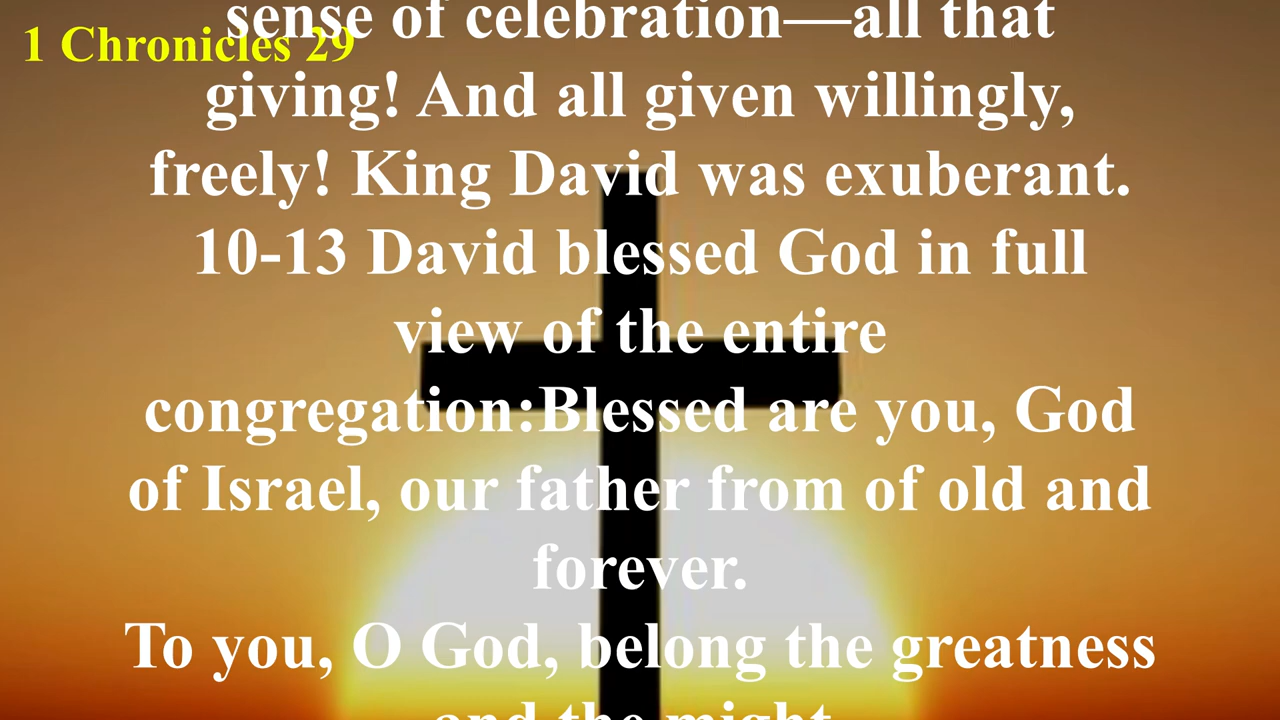 1 Chronicles 29
sense of celebration—all that
giving! And all given willingly,
freely! King David was exuberant.
10-13 David blessed God in full
view of the entire
congregation:Blessed are you, God
of Israel, our father from of old and
forever.
To you, O God, belong the greatness
and the might,